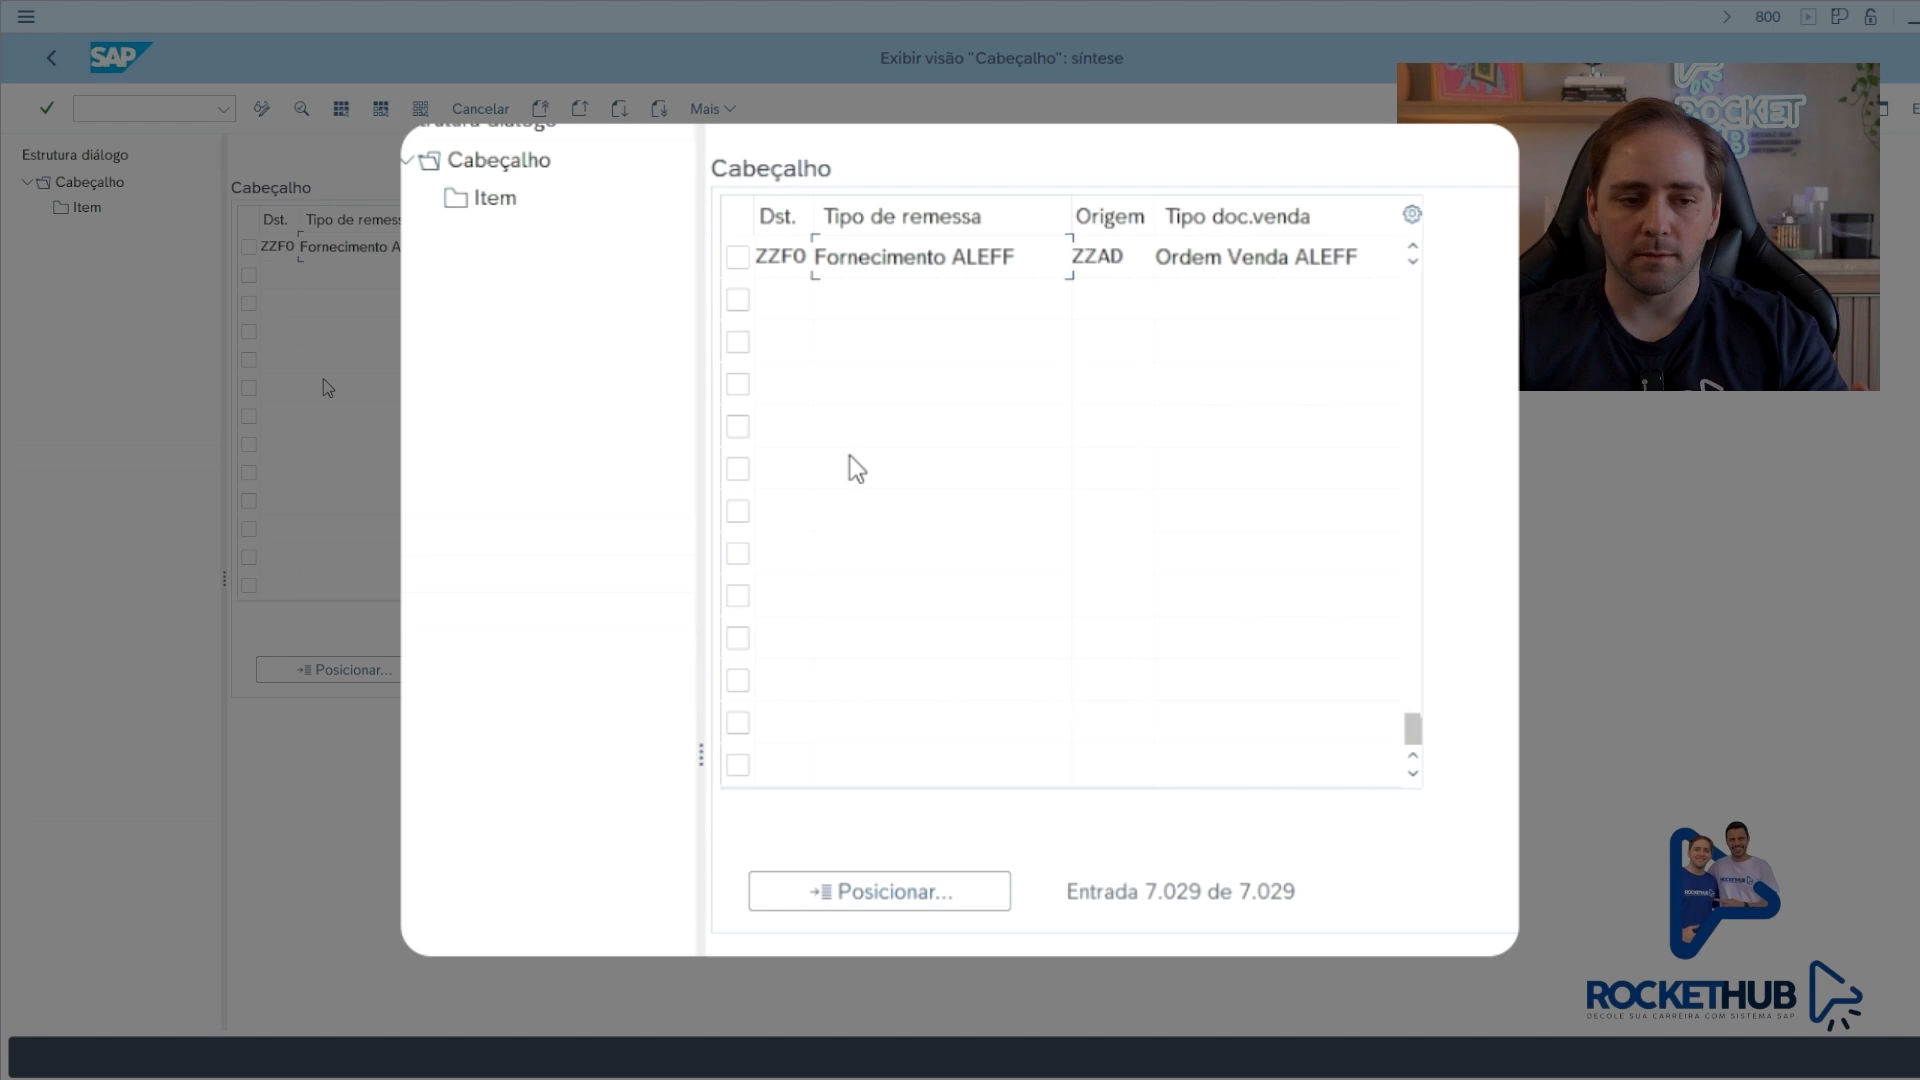 800
SAP
Exibir visão "Cabeçalho": síntese
Cancelar
Mais
Estrutura diálogo
Cabeçalho
Item
Cabeçalho
Dst. Tipo de remess
ZZFO Fornecimento A
Posicionar...
Cabeçalho
Item
Cabeçalho
Dst. Tipo de remessa Origem Tipo doc.venda
ZZFO Fornecimento ALEFF ZZAD Ordem Venda ALEFF
Posicionar... Entrada 7.029 de 7.029
ROCKET
ROCKETHUB
DECOLE SUA CARREIRA COM SISTEMA SAP